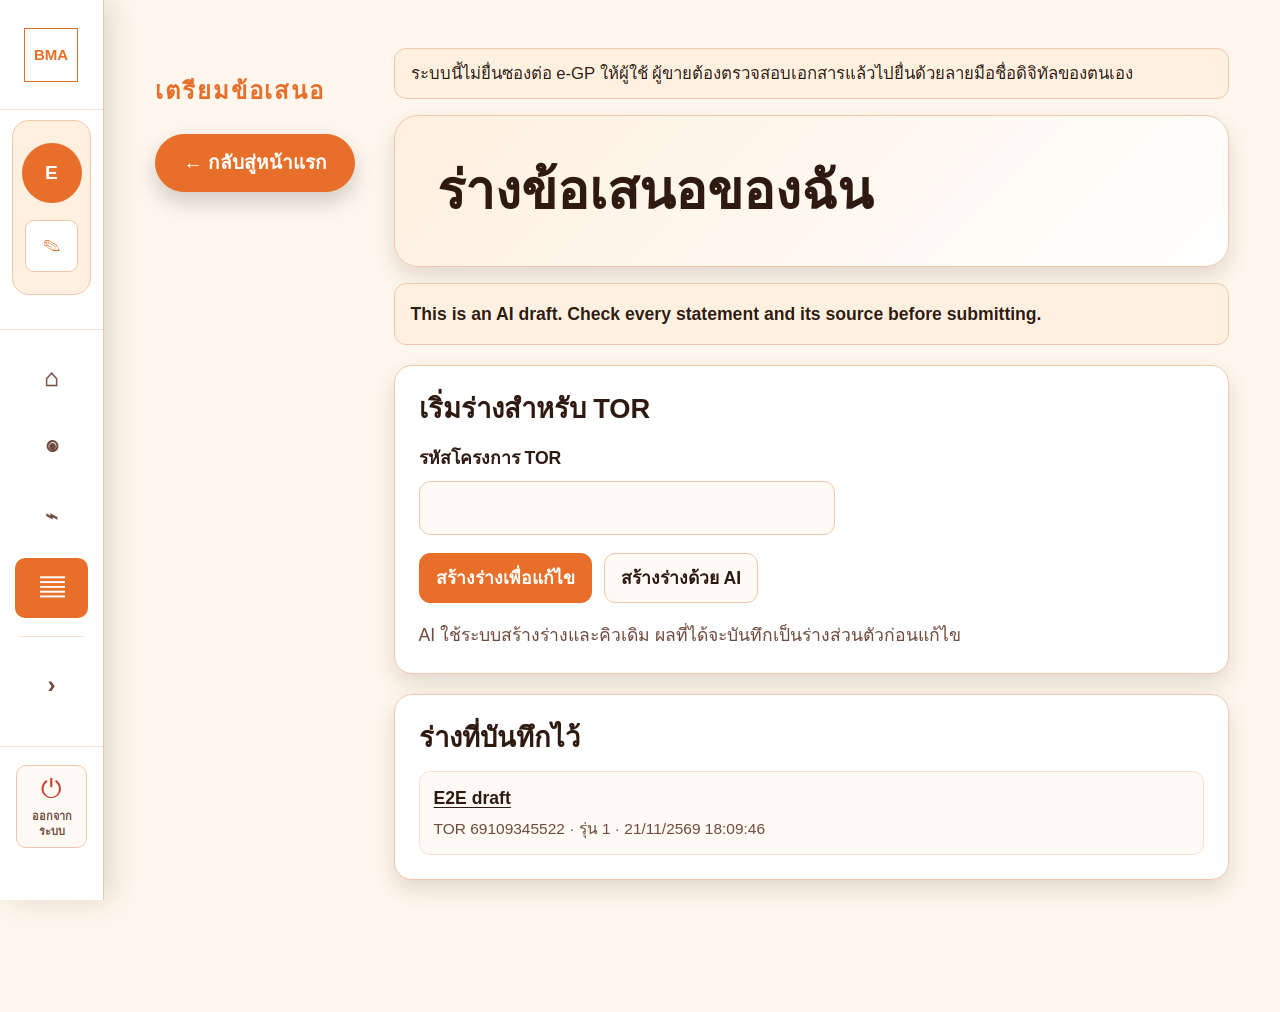 BMA
E
ออกจาก
ระบบ
เตรียมข้อเสนอ
← กลับสู่หน้าแรก
ระบบนี้ไม่ยื่นซองต่อ e-GP ให้ผู้ใช้ ผู้ขายต้องตรวจสอบเอกสารแล้วไปยื่นด้วยลายมือชื่อดิจิทัลของตนเอง
ร่างข้อเสนอของฉัน
This is an AI draft. Check every statement and its source before submitting.
เริ่มร่างสำหรับ TOR
รหัสโครงการ TOR
สร้างร่างเพื่อแก้ไข
สร้างร่างด้วย AI
AI ใช้ระบบสร้างร่างและคิวเดิม ผลที่ได้จะบันทึกเป็นร่างส่วนตัวก่อนแก้ไข
ร่างที่บันทึกไว้
E2E draft
TOR 69109345522 · รุ่น 1 · 21/11/2569 18:09:46